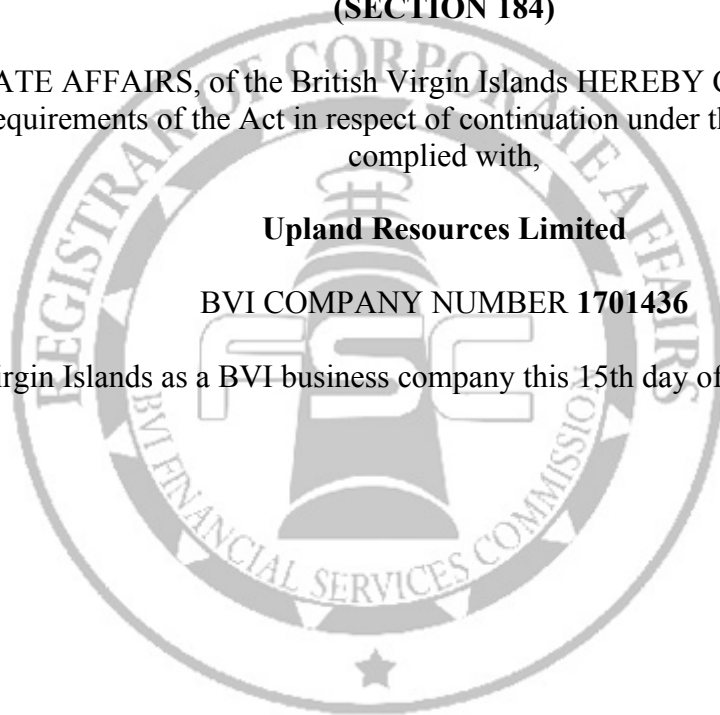 (SECTION 184)
ATE AFFAIRS, of the British Virgin Islands HEREBY C
equirements of the Act in respect of continuation under th
complied with,
Upland Resources Limited
BVI COMPANY NUMBER 1701436
irgin Islands as a BVI business company this 15th day of
REGISTRAR OF CORPORATE AFFAIRS
FSC
BVI FINANCIAL SERVICES COMMISSION